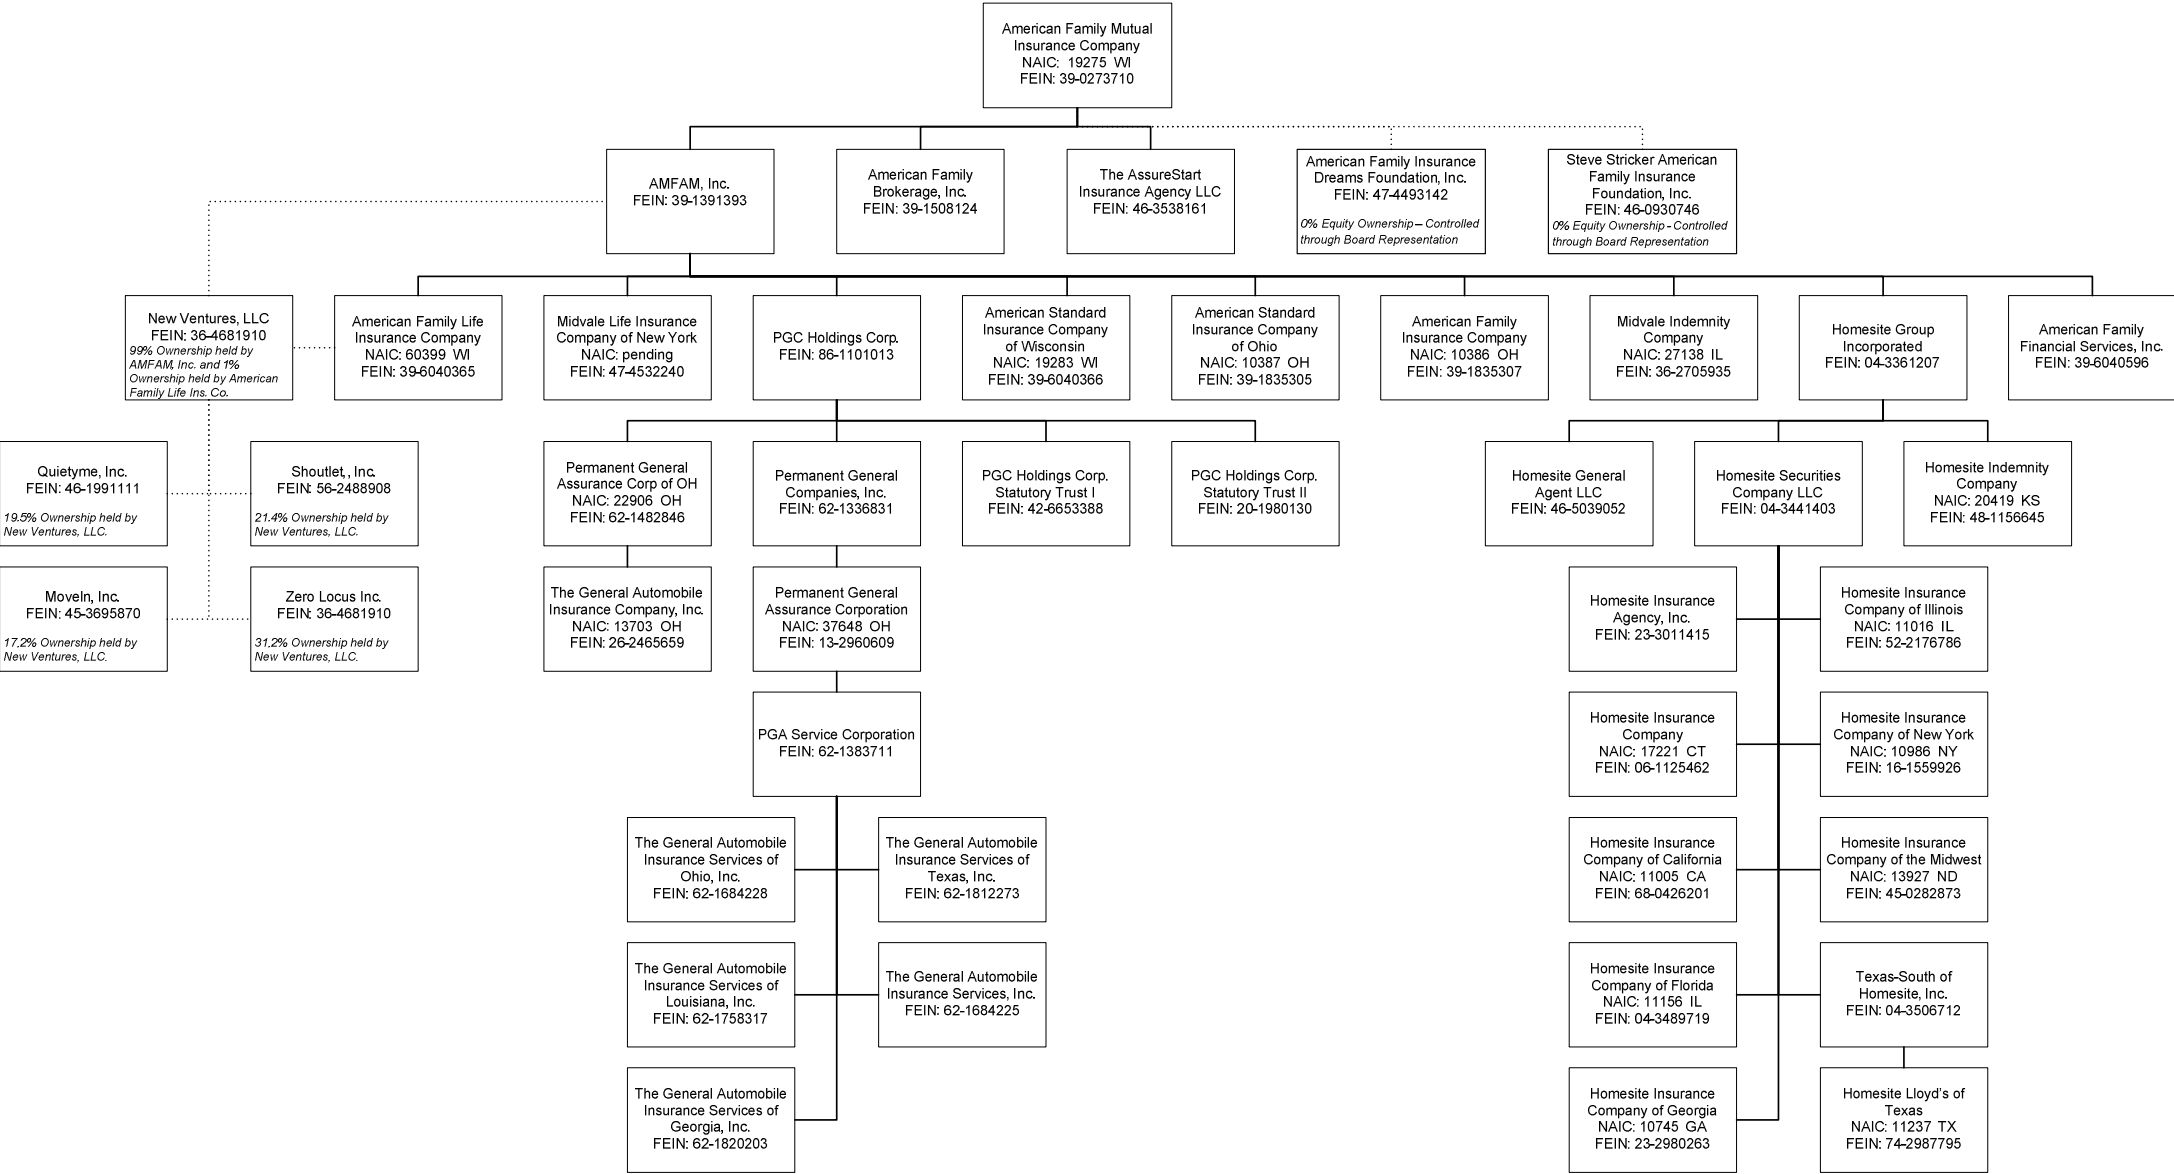 American Family Mutual
Insurance Company
NAIC: 19275 WI
FEIN: 39-0273710
AMFAM, Inc.
FEIN: 39-1391393
American Family
Brokerage, Inc.
FEIN: 39-1508124
The AssureStart
Insurance Agency LLC
FEIN: 46-3538161
American Family Insurance
Dreams Foundation, Inc.
FEIN: 47-4493142
0% Equity Ownership – Controlled
through Board Representation
Steve Stricker American
Family Insurance
Foundation, Inc.
FEIN: 46-0930746
0% Equity Ownership - Controlled
through Board Representation
New Ventures, LLC
FEIN: 36-4681910
99% Ownership held by
AMFAM, Inc. and 1%
Ownership held by American
Family Life Ins. Co.
American Family Life
Insurance Company
NAIC: 60399 WI
FEIN: 39-6040365
Midvale Life Insurance
Company of New York
NAIC: pending
FEIN: 47-4532240
PGC Holdings Corp.
FEIN: 86-1101013
American Standard
Insurance Company
of Wisconsin
NAIC: 19283 WI
FEIN: 39-6040366
American Standard
Insurance Company
of Ohio
NAIC: 10387 OH
FEIN: 39-1835305
American Family
Insurance Company
NAIC: 10386 OH
FEIN: 39-1835307
Midvale Indemnity
Company
NAIC: 27138 IL
FEIN: 36-2705935
Homesite Group
Incorporated
FEIN: 04-3361207
American Family
Financial Services, Inc.
FEIN: 39-6040596
Quietyme, Inc.
FEIN: 46-1991111
19.5% Ownership held by
New Ventures, LLC.
Shoutlet,, Inc.
FEIN: 56-2488908
21.4% Ownership held by
New Ventures, LLC.
Permanent General
Assurance Corp of OH
NAIC: 22906 OH
FEIN: 62-1482846
Permanent General
Companies, Inc.
FEIN: 62-1336831
PGC Holdings Corp.
Statutory Trust I
FEIN: 42-6653388
PGC Holdings Corp.
Statutory Trust II
FEIN: 20-1980130
Homesite General
Agent LLC
FEIN: 46-5039052
Homesite Securities
Company LLC
FEIN: 04-3441403
Homesite Indemnity
Company
NAIC: 20419 KS
FEIN: 48-1156645
MoveIn, Inc.
FEIN: 45-3695870
17.2% Ownership held by
New Ventures, LLC.
Zero Locus Inc.
FEIN: 36-4681910
31.2% Ownership held by
New Ventures, LLC.
The General Automobile
Insurance Company, Inc.
NAIC: 13703 OH
FEIN: 26-2465659
Permanent General
Assurance Corporation
NAIC: 37648 OH
FEIN: 13-2960609
Homesite Insurance
Agency, Inc.
FEIN: 23-3011415
Homesite Insurance
Company of Illinois
NAIC: 11016 IL
FEIN: 52-2176786
PGA Service Corporation
FEIN: 62-1383711
Homesite Insurance
Company
NAIC: 17221 CT
FEIN: 06-1125462
Homesite Insurance
Company of New York
NAIC: 10986 NY
FEIN: 16-1559926
The General Automobile
Insurance Services of
Ohio, Inc.
FEIN: 62-1684228
The General Automobile
Insurance Services of
Texas, Inc.
FEIN: 62-1812273
Homesite Insurance
Company of California
NAIC: 11005 CA
FEIN: 68-0426201
Homesite Insurance
Company of the Midwest
NAIC: 13927 ND
FEIN: 45-0282873
The General Automobile
Insurance Services of
Louisiana, Inc.
FEIN: 62-1758317
The General Automobile
Insurance Services, Inc.
FEIN: 62-1684225
Homesite Insurance
Company of Florida
NAIC: 11156 IL
FEIN: 04-3489719
Texas-South of
Homesite, Inc.
FEIN: 04-3506712
The General Automobile
Insurance Services of
Georgia, Inc.
FEIN: 62-1820203
Homesite Insurance
Company of Georgia
NAIC: 10745 GA
FEIN: 23-2980263
Homesite Lloyd's of
Texas
NAIC: 11237 TX
FEIN: 74-2987795